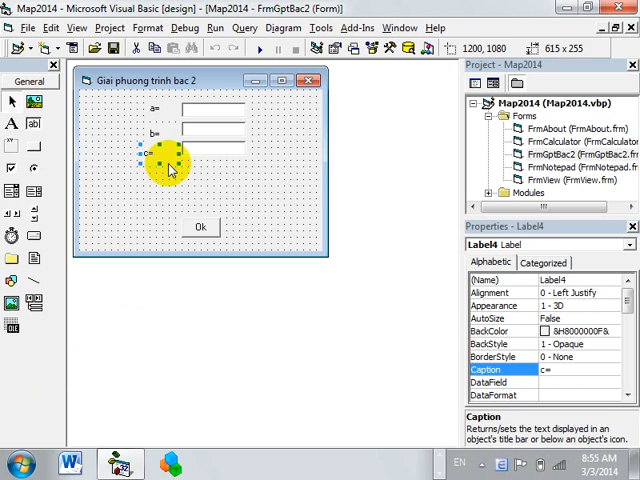 Map2014 - Microsoft Visual Basic [design] - [Map2014 - FrmGptBac2 (Form)]
File Edit View Project Format Debug Run Query Diagram Tools Add-Ins Window Help
1200, 1080
615 x 255
General
A
ab
OLE
Giai phuong trinh bac 2
a=
b=
c=
Ok
Project - Map2014
Map2014 (Map2014.vbp)
Forms
FrmAbout (FrmAbout.frm)
FrmCalculator (FrmCalculator.frm)
FrmGptBac2 (FrmGptBac2.fr
FrmNotepad (FrmNotepad.frm)
FrmView (FrmView.frm)
Modules
Properties - Label4
Label4 Label
Alphabetic Categorized
(Name) Label4
Alignment 0 - Left Justify
Appearance 1 - 3D
AutoSize False
BackColor &H8000000F&
BackStyle 1 - Opaque
BorderStyle 0 - None
Caption c=
DataField
DataFormat
Caption
Returns/sets the text displayed in an object's title bar or below an object's icon.
W
32
EN
8:55 AM
3/3/2014